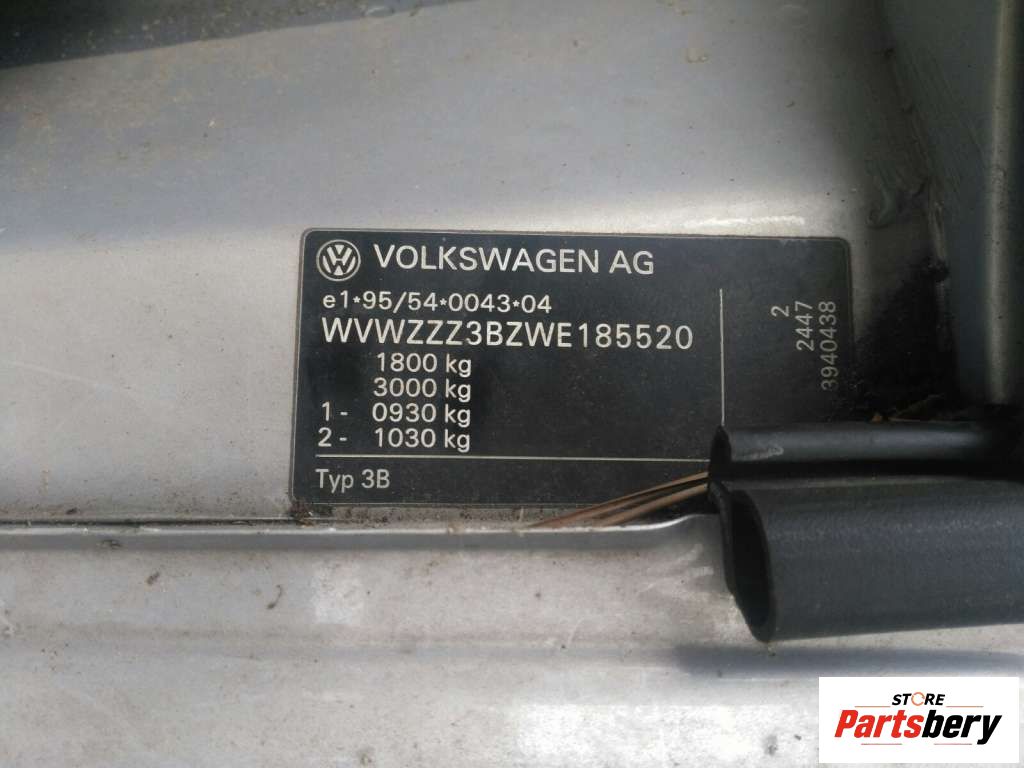 VOLKSWAGEN AG
e1*95/54*0043*04
WVWZZZ3BZWE185520
1800 kg
3000 kg
1 - 0930 kg
2 - 1030 kg
Typ 3B
2
2447
3940438
STORE
Partsbery